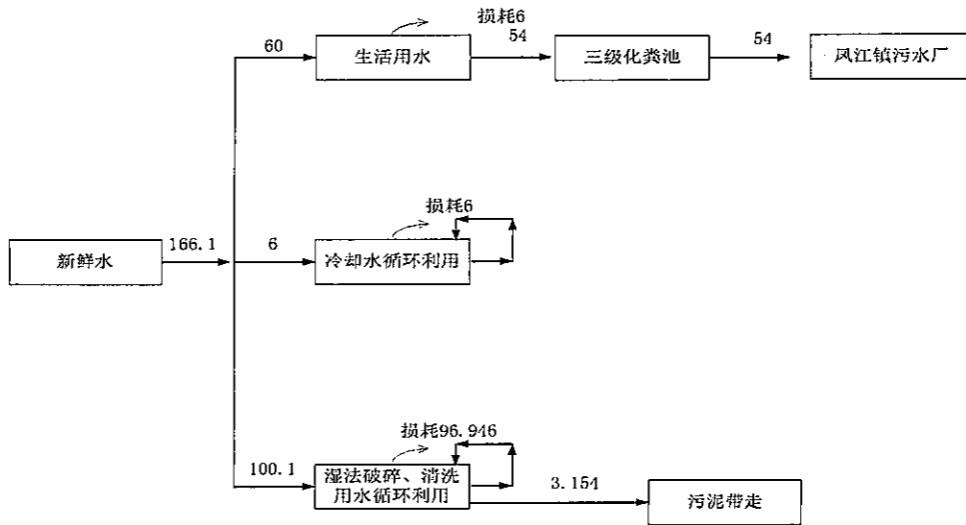 损耗6
60
54
54
生活用水
三级化粪池
凤江镇污水厂
损耗6
166.1
6
新鲜水
冷却水循环利用
损耗96.946
100.1
湿法破碎、清洗
用水循环利用
3.154
污泥带走